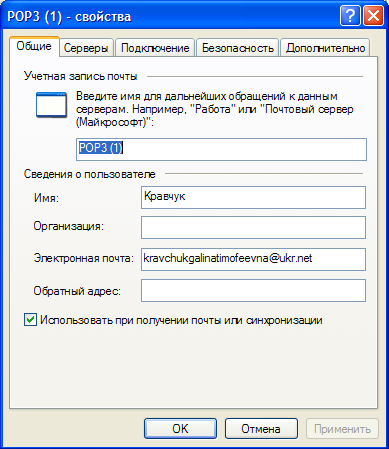 POP3 (1) - свойства
Общие Серверы Подключение Безопасность Дополнительно
Учетная запись почты
Введите имя для дальнейших обращений к данным
серверам. Например, "Работа" или "Почтовый сервер
(Майкрософт)":
POP3 (1)
Сведения о пользователе
Имя: Кравчук
Организация:
Электронная почта: kravchukgalinatimofeevna@ukr.net
Обратный адрес:
Использовать при получении почты или синхронизации
OK Отмена Применить